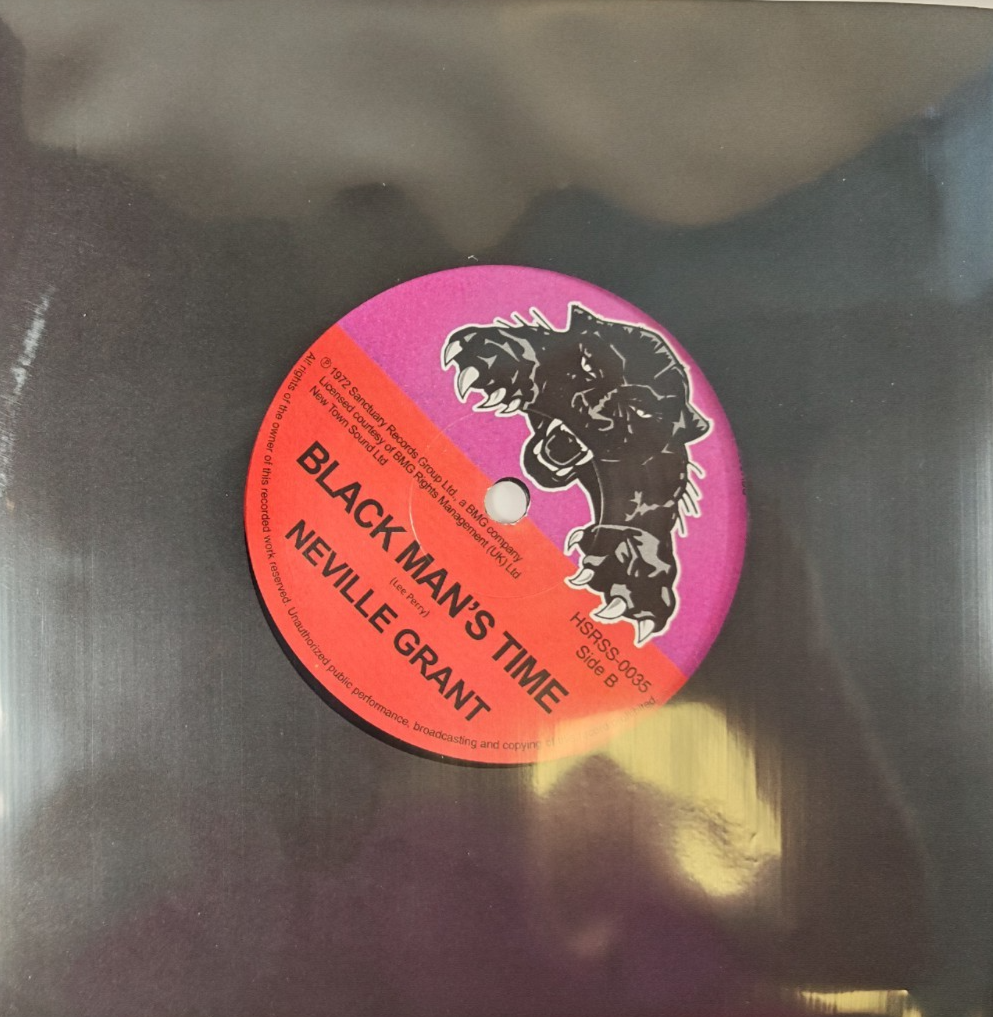 ℗ 1972 Sanctuary Records Group Ltd., a BMG company
Licensed courtesy of BMG Rights Management (UK) Ltd
New Town Sound Ltd
BLACK MAN'S TIME
(Lee Perry)
NEVILLE GRANT
HSRSS-0035
Side B
All rights of the owner of this recorded work reserved. Unauthorized public performance, broadcasting and copying